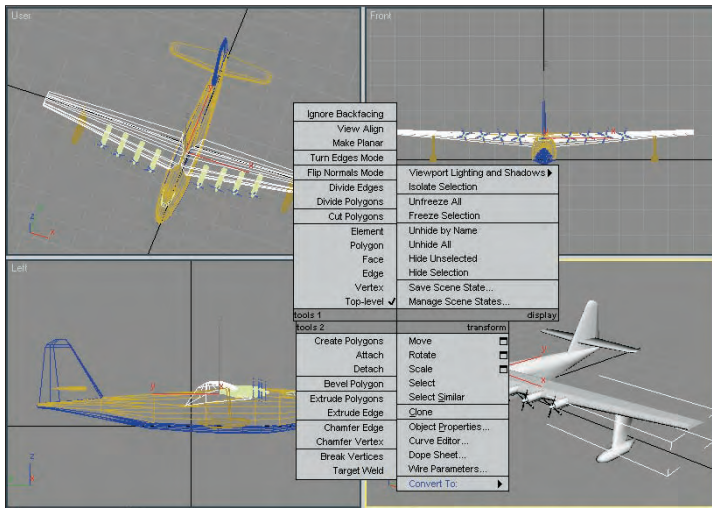 User
Front
Ignore Backfacing
View Align
Make Planar
Turn Edges Mode
Flip Normals Mode
Divide Edges
Divide Polygons
Cut Polygons
Element
Polygon
Face
Edge
Vertex
Top-level
tools 1
Viewport Lighting and Shadows
Isolate Selection
Unfreeze All
Freeze Selection
Unhide by Name
Unhide All
Hide Unselected
Hide Selection
Save Scene State...
Manage Scene States...
display
Left
tools 2
Create Polygons
Attach
Detach
Bevel Polygon
Extrude Polygons
Extrude Edge
Chamfer Edge
Chamfer Vertex
Break Vertices
Target Weld
transform
Move
Rotate
Scale
Select
Select Similar
Clone
Object Properties...
Curve Editor...
Dope Sheet...
Wire Parameters...
Convert To:
z
x
x
x
y
x
z
x
x